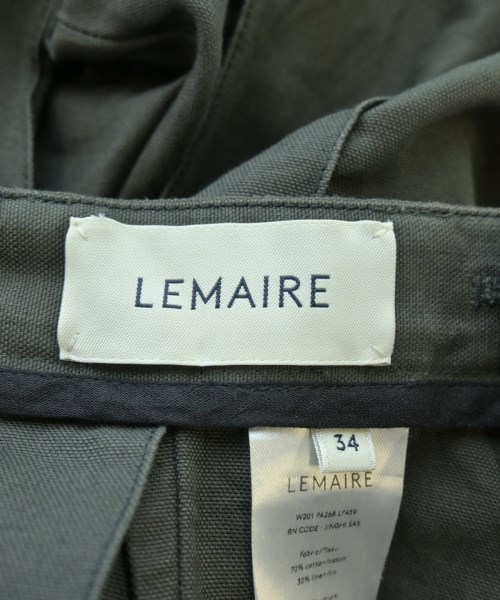 LEMAIRE
34
LEMAIRE
W201 PA268 LF459
RN CODE : JINGHI SAS
Fabric/Tissu
70% cotton/coton
30% linen/lin